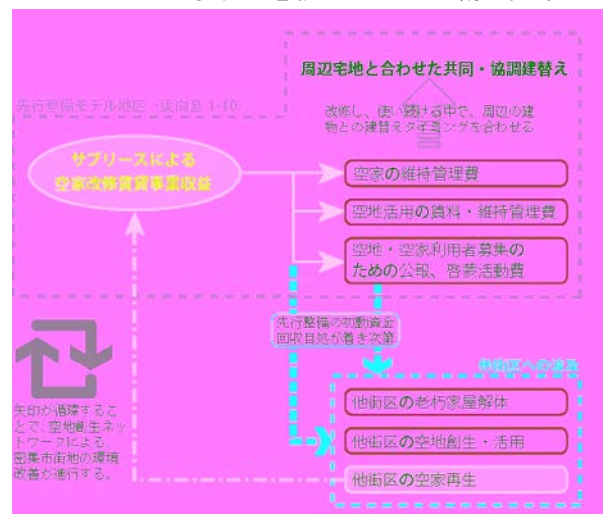 周辺宅地と合わせた共同・協調建替え
先行整備モデル地区（東向島 1-10）
改修し、使い続ける中で、周辺の建
物との建替えタイミングを合わせる
サブリースによる
空家改修賃貸事業収益
空家の維持管理費
空地活用の賃料・維持管理費
空地・空家利用者募集の
ための公報、啓蒙活動費
先行整備の初動資金
回収目処が着き次第
他街区への波及
他街区の老朽家屋解体
他街区の空地創生・活用
他街区の空家再生
矢印が循環するこ
とで、空地創生ネッ
トワークによる、
密集市街地の環境
改善が進行する。